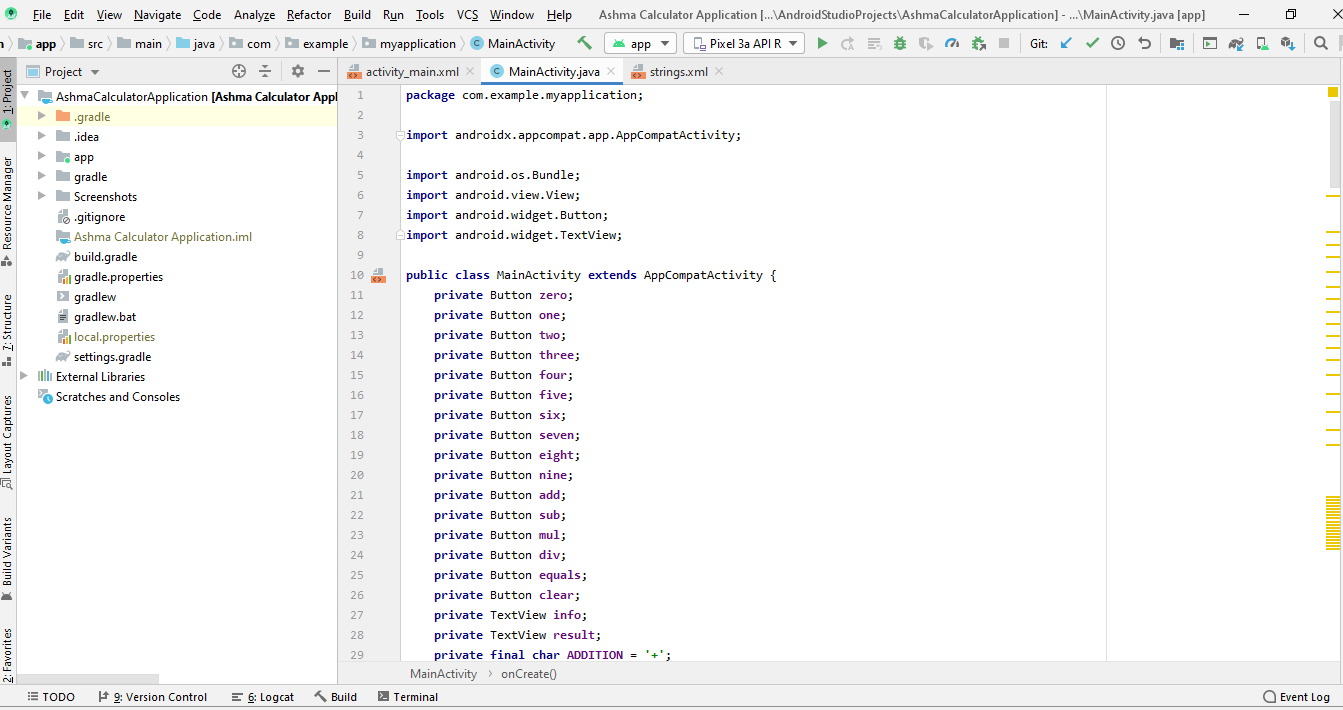 File Edit View Navigate Code Analyze Refactor Build Run Tools VCS Window Help Ashma Calculator Application [...\AndroidStudioProjects\AshmaCalculatorApplication] - ...\MainActivity.java [app]
app src main java com example myapplication MainActivity app Pixel 3a API R Git:
Project
activity_main.xml MainActivity.java strings.xml
1: Project
Resource Manager
7: Structure
Layout Captures
Build Variants
2: Favorites
AshmaCalculatorApplication [Ashma Calculator Appl
.gradle
.idea
app
gradle
Screenshots
.gitignore
Ashma Calculator Application.iml
build.gradle
gradle.properties
gradlew
gradlew.bat
local.properties
settings.gradle
External Libraries
Scratches and Consoles
1 package com.example.myapplication;
2
3 import androidx.appcompat.app.AppCompatActivity;
4
5 import android.os.Bundle;
6 import android.view.View;
7 import android.widget.Button;
8 import android.widget.TextView;
9
10 public class MainActivity extends AppCompatActivity {
11 private Button zero;
12 private Button one;
13 private Button two;
14 private Button three;
15 private Button four;
16 private Button five;
17 private Button six;
18 private Button seven;
19 private Button eight;
20 private Button nine;
21 private Button add;
22 private Button sub;
23 private Button mul;
24 private Button div;
25 private Button equals;
26 private Button clear;
27 private TextView info;
28 private TextView result;
29 private final char ADDITION = '+';
MainActivity onCreate()
TODO 9: Version Control 6: Logcat Build Terminal Event Log